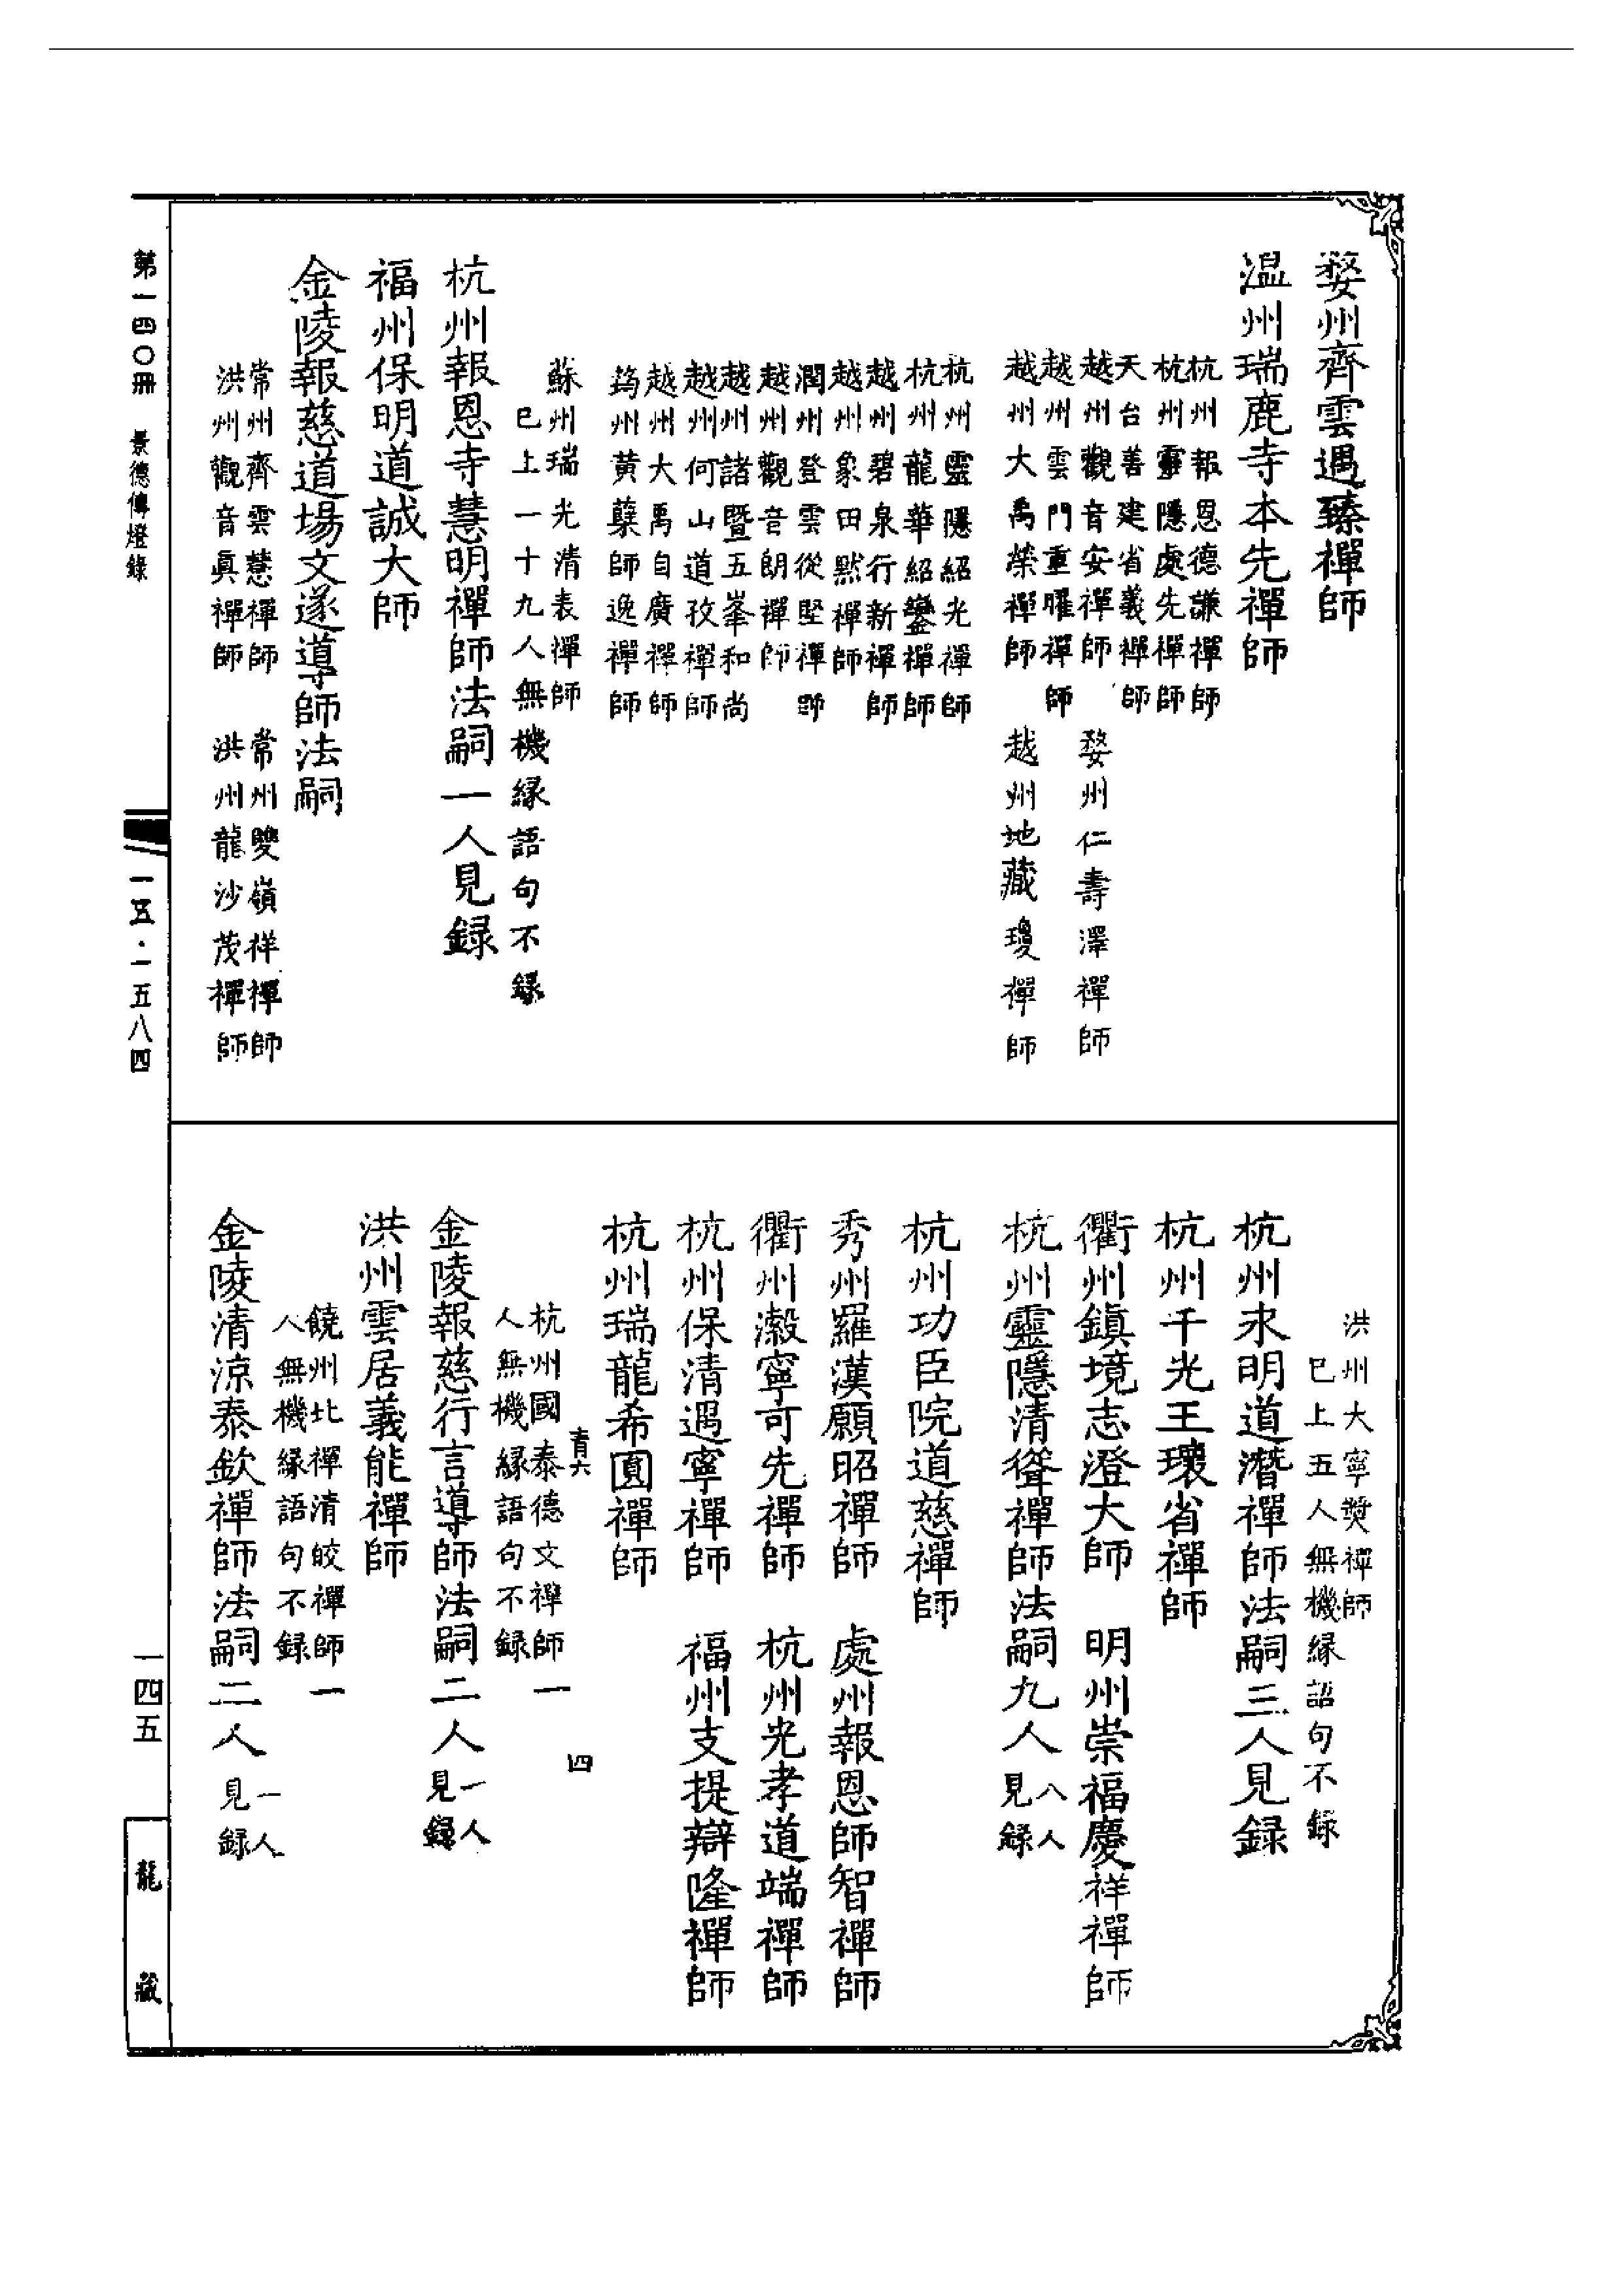 婺州齊雲遇臻禪師
温州瑞鹿寺本先禪師
杭州報恩德謙禪師
杭州靈隱處先禪師
天台善建省義禪師
越州觀音安禪師　婺州仁壽澤禪師
越州雲門重曜禪師
越州大禹榮禪師　越州地藏瓊禪師
杭州靈隱紹光禪師
杭州龍華紹鑾禪師
越州碧泉行新禪師
越州象田默禪師
潤州登雲從堅禪師
越州觀音朗禪師
越州諸暨五峯和尚
越州何山道孜禪師
越州大禹自廣禪師
筠州黄蘗師逸禪師
蘇州瑞光清表禪師
已上一十九人無機緣語句不録
杭州報恩寺慧明禪師法嗣一人見録
福州保明道誠大師
金陵報慈道場文遂導師法嗣
常州齊雲慧禪師　常州雙嶺祥禪師
洪州觀音眞禪師　洪州龍沙茂禪師
洪州大寧獎禪師
已上五人無機緣語句不録
杭州永明道潛禪師法嗣三人見録
杭州千光王瓌省禪師
衢州鎮境志澄大師　明州崇福慶祥禪師
杭州靈隱清聳禪師法嗣九人八人見録
杭州功臣院道慈禪師
秀州羅漢願昭禪師　處州報恩師智禪師
衢州瀔寧可先禪師　杭州光孝道端禪師
杭州保清遇寧禪師　福州支提辯隆禪師
杭州瑞龍希圓禪師
青六　四
杭州國泰德文禪師一
人無機緣語句不録
金陵報慈行言導師法嗣二人一人見録
洪州雲居義能禪師
饒州北禪清皎禪師一
人無機緣語句不録
金陵清涼泰欽禪師法嗣二人一人見録
第一四〇冊　景德傳燈錄
一五·一五八四
一四五
龍藏